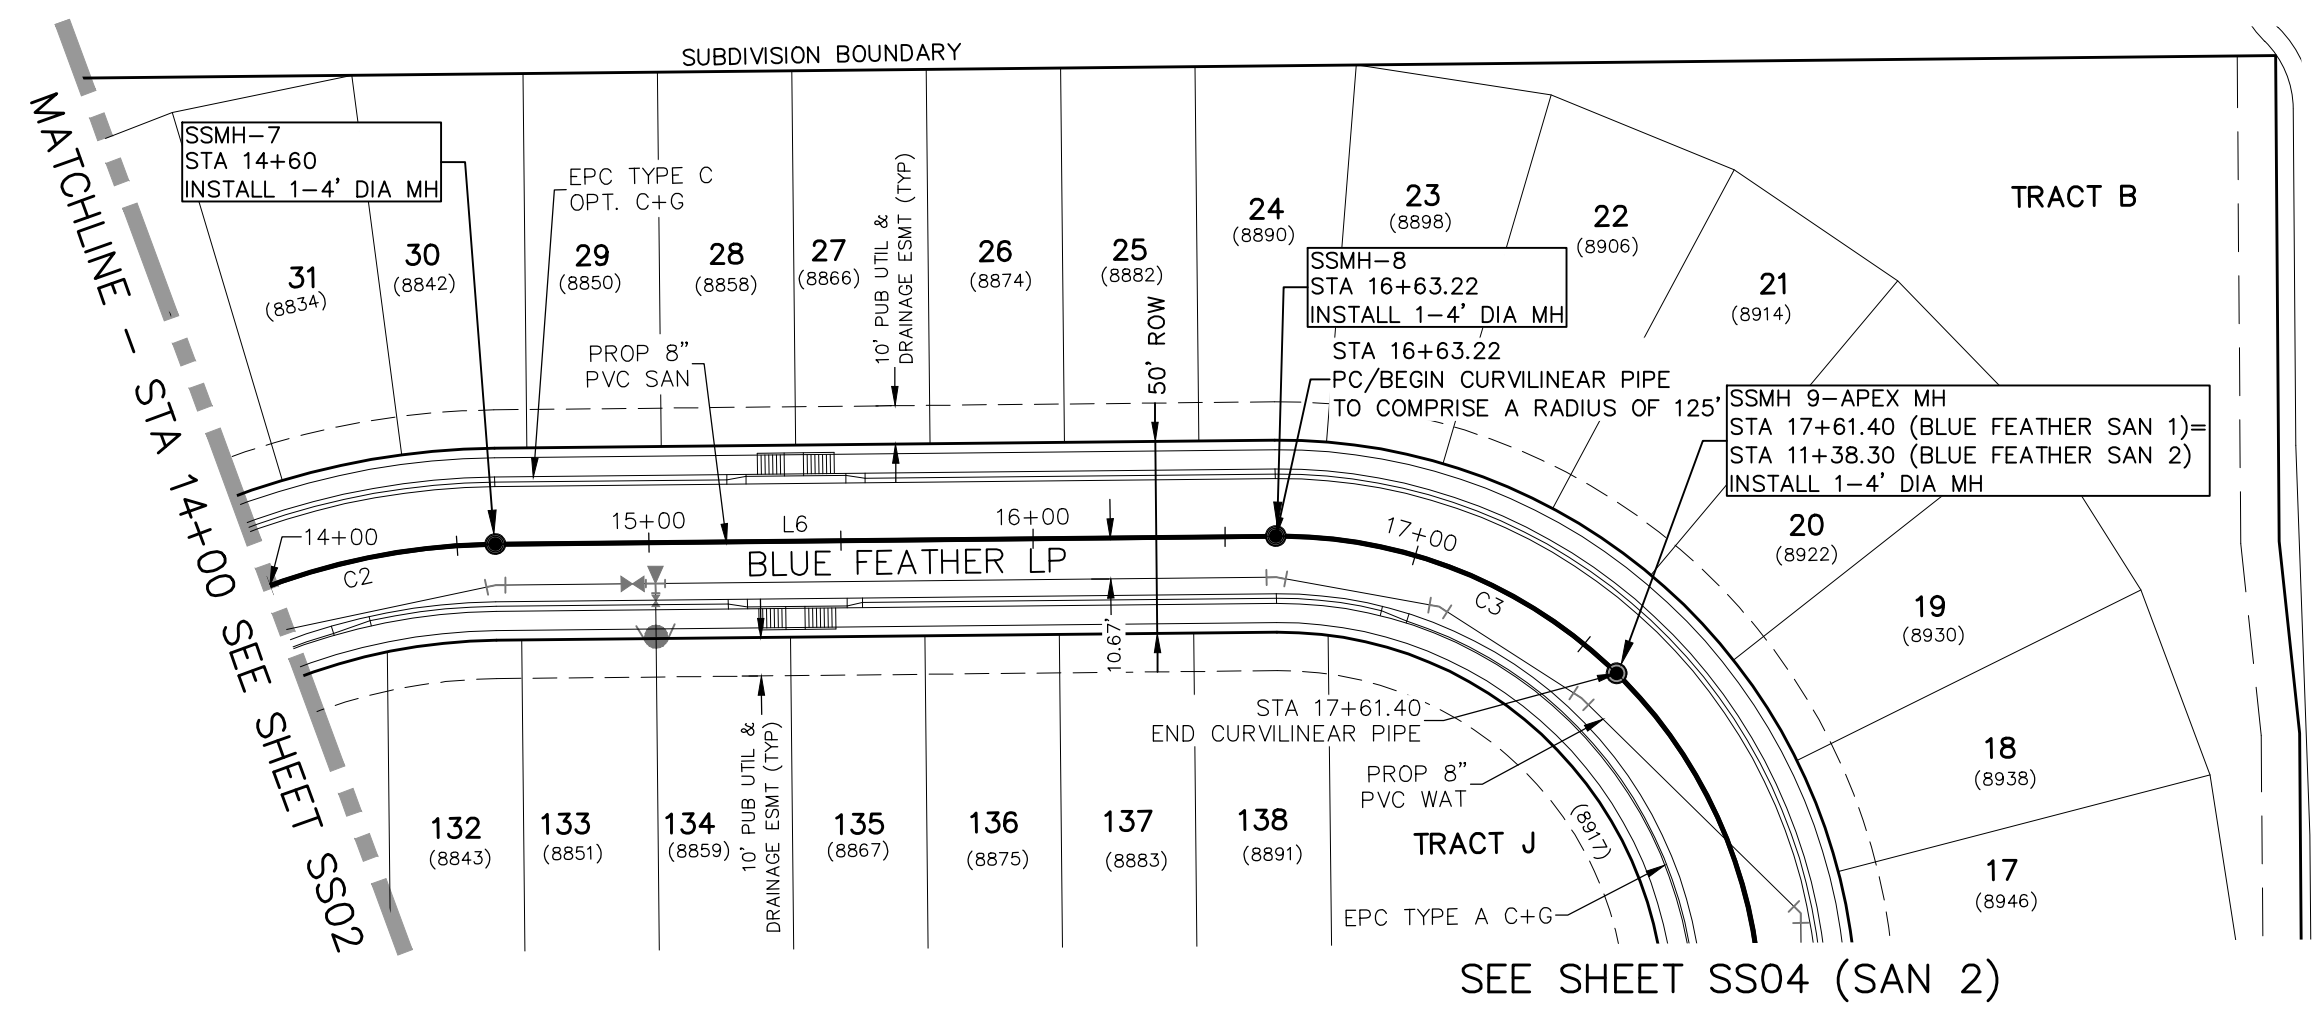 SUBDIVISION BOUNDARY
MATCHLINE - STA 14+00 SEE SHEET SS02
SSMH-7
STA 14+60
INSTALL 1-4' DIA MH
EPC TYPE C
OPT. C+G
10' PUB UTIL &
DRAINAGE ESMT (TYP)
TRACT B
31
(8834)
30
(8842)
29
(8850)
28
(8858)
27
(8866)
26
(8874)
25
(8882)
24
(8890)
23
(8898)
22
(8906)
21
(8914)
SSMH-8
STA 16+63.22
INSTALL 1-4' DIA MH
STA 16+63.22
PC/BEGIN CURVILINEAR PIPE
TO COMPRISE A RADIUS OF 125'
PROP 8"
PVC SAN
50' ROW
SSMH 9-APEX MH
STA 17+61.40 (BLUE FEATHER SAN 1)=
STA 11+38.30 (BLUE FEATHER SAN 2)
INSTALL 1-4' DIA MH
14+00
C2
15+00
L6
16+00
17+00
BLUE FEATHER LP
C3
10.67'
20
(8922)
19
(8930)
18
(8938)
17
(8946)
STA 17+61.40
END CURVILINEAR PIPE
PROP 8"
PVC WAT
10' PUB UTIL &
DRAINAGE ESMT (TYP)
132
(8843)
133
(8851)
134
(8859)
135
(8867)
136
(8875)
137
(8883)
138
(8891)
TRACT J
(8917)
EPC TYPE A C+G
SEE SHEET SS04 (SAN 2)